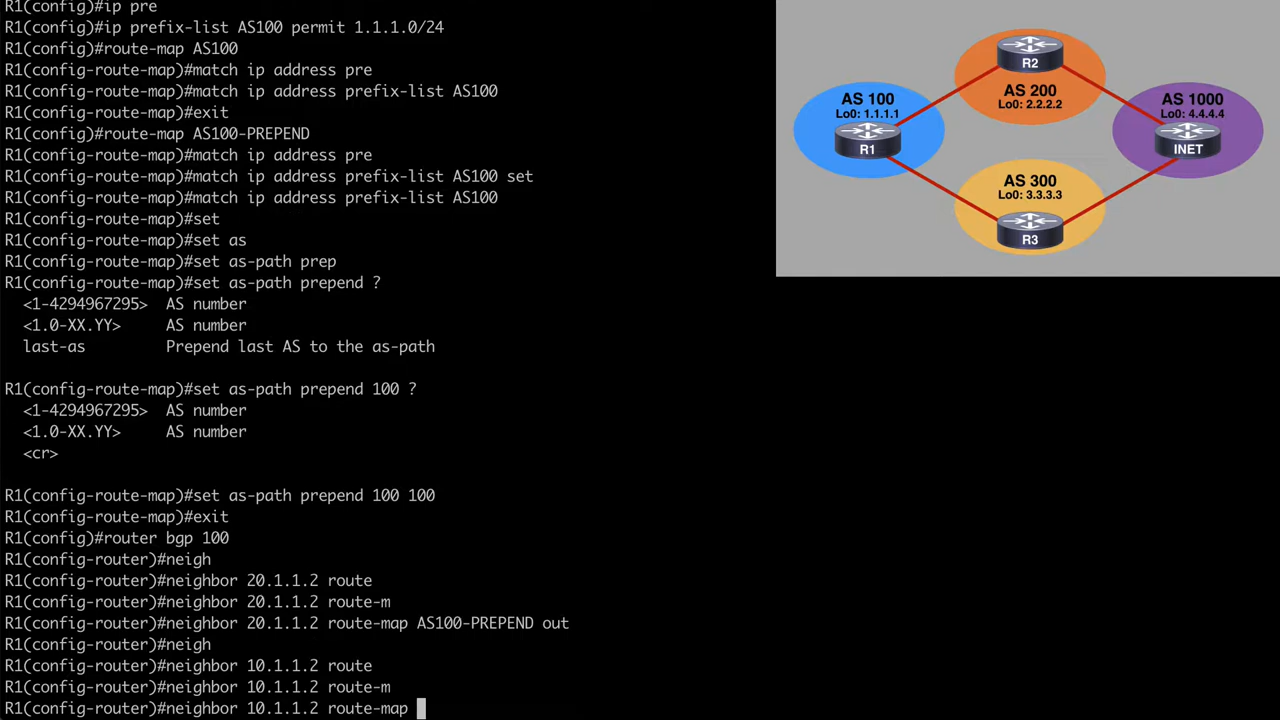 R1(config)#ip pre
R1(config)#ip prefix-list AS100 permit 1.1.1.0/24
R1(config)#route-map AS100
R1(config-route-map)#match ip address pre
R1(config-route-map)#match ip address prefix-list AS100
R1(config-route-map)#exit
R1(config)#route-map AS100-PREPEND
R1(config-route-map)#match ip address pre
R1(config-route-map)#match ip address prefix-list AS100 set
R1(config-route-map)#match ip address prefix-list AS100
R1(config-route-map)#set
R1(config-route-map)#set as
R1(config-route-map)#set as-path prep
R1(config-route-map)#set as-path prepend ?
<1-4294967295>  AS number
<1.0-XX.YY>     AS number
last-as         Prepend last AS to the as-path
R1(config-route-map)#set as-path prepend 100 ?
<1-4294967295>  AS number
<1.0-XX.YY>     AS number
<cr>
R1(config-route-map)#set as-path prepend 100 100
R1(config-route-map)#exit
R1(config)#router bgp 100
R1(config-router)#neigh
R1(config-router)#neighbor 20.1.1.2 route
R1(config-router)#neighbor 20.1.1.2 route-m
R1(config-router)#neighbor 20.1.1.2 route-map AS100-PREPEND out
R1(config-router)#neigh
R1(config-router)#neighbor 10.1.1.2 route
R1(config-router)#neighbor 10.1.1.2 route-m
R1(config-router)#neighbor 10.1.1.2 route-map
R2
AS 200
Lo0: 2.2.2.2
AS 100
Lo0: 1.1.1.1
R1
AS 1000
Lo0: 4.4.4.4
INET
AS 300
Lo0: 3.3.3.3
R3